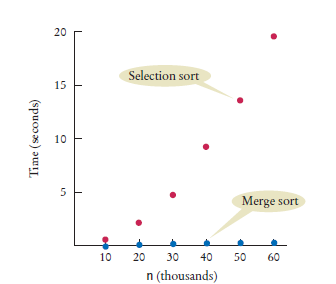 20
Selection sort
15
Time (seconds)
10
5
Merge sort
10 20 30 40 50 60
n (thousands)